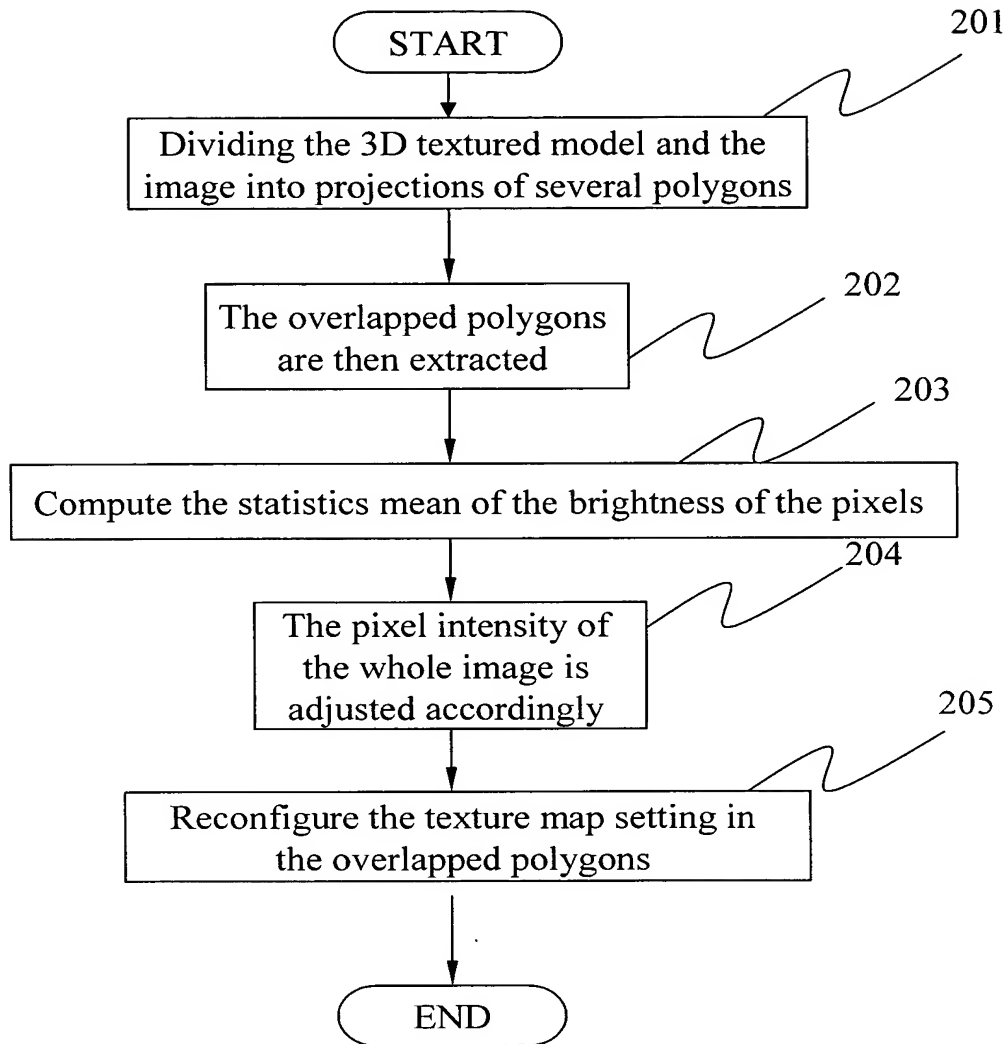 START
201
Dividing the 3D textured model and the
image into projections of several polygons
202
The overlapped polygons
are then extracted
203
Compute the statistics mean of the brightness of the pixels
204
The pixel intensity of
the whole image is
adjusted accordingly
205
Reconfigure the texture map setting in
the overlapped polygons
END